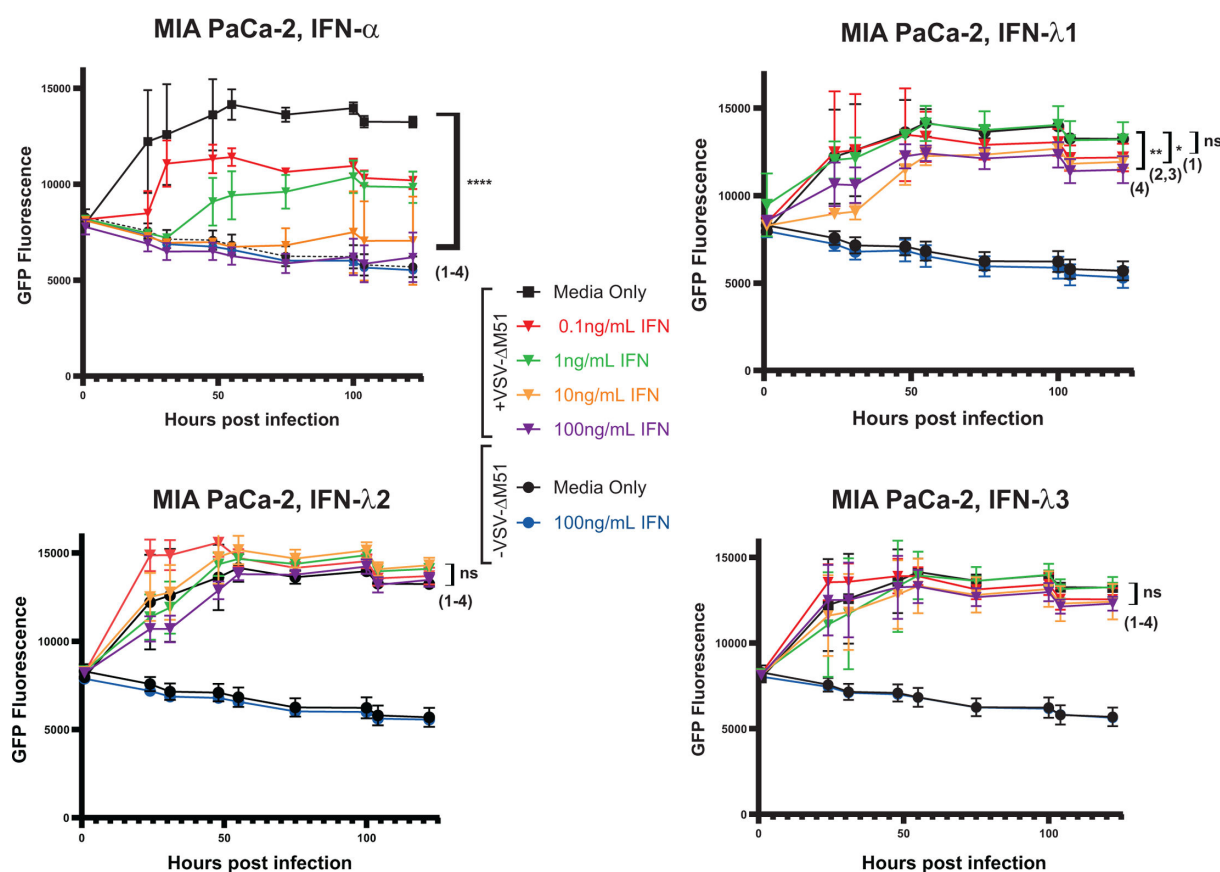 MIA PaCa-2, IFN-α
GFP Fluorescence
15000
10000
5000
0
0
50
100
Hours post infection
****
(1-4)
MIA PaCa-2, IFN-λ1
GFP Fluorescence
15000
10000
5000
0
0
50
100
Hours post infection
** * ns
(4) (2,3) (1)
+VSV-ΔM51
Media Only
0.1ng/mL IFN
1ng/mL IFN
10ng/mL IFN
100ng/mL IFN
-VSV-ΔM51
Media Only
100ng/mL IFN
MIA PaCa-2, IFN-λ2
GFP Fluorescence
15000
10000
5000
0
0
50
100
Hours post infection
ns
(1-4)
MIA PaCa-2, IFN-λ3
GFP Fluorescence
15000
10000
5000
0
0
50
100
Hours post infection
ns
(1-4)